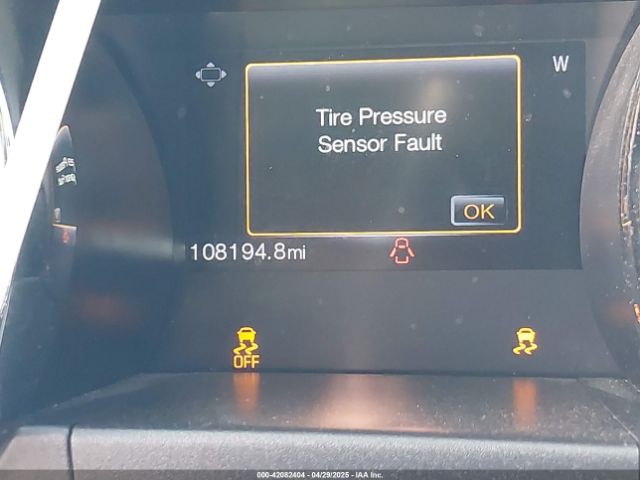 W
Tire Pressure
Sensor Fault
OK
108194.8mi
OFF
000-42082404 - 04/29/2025 - IAA Inc.